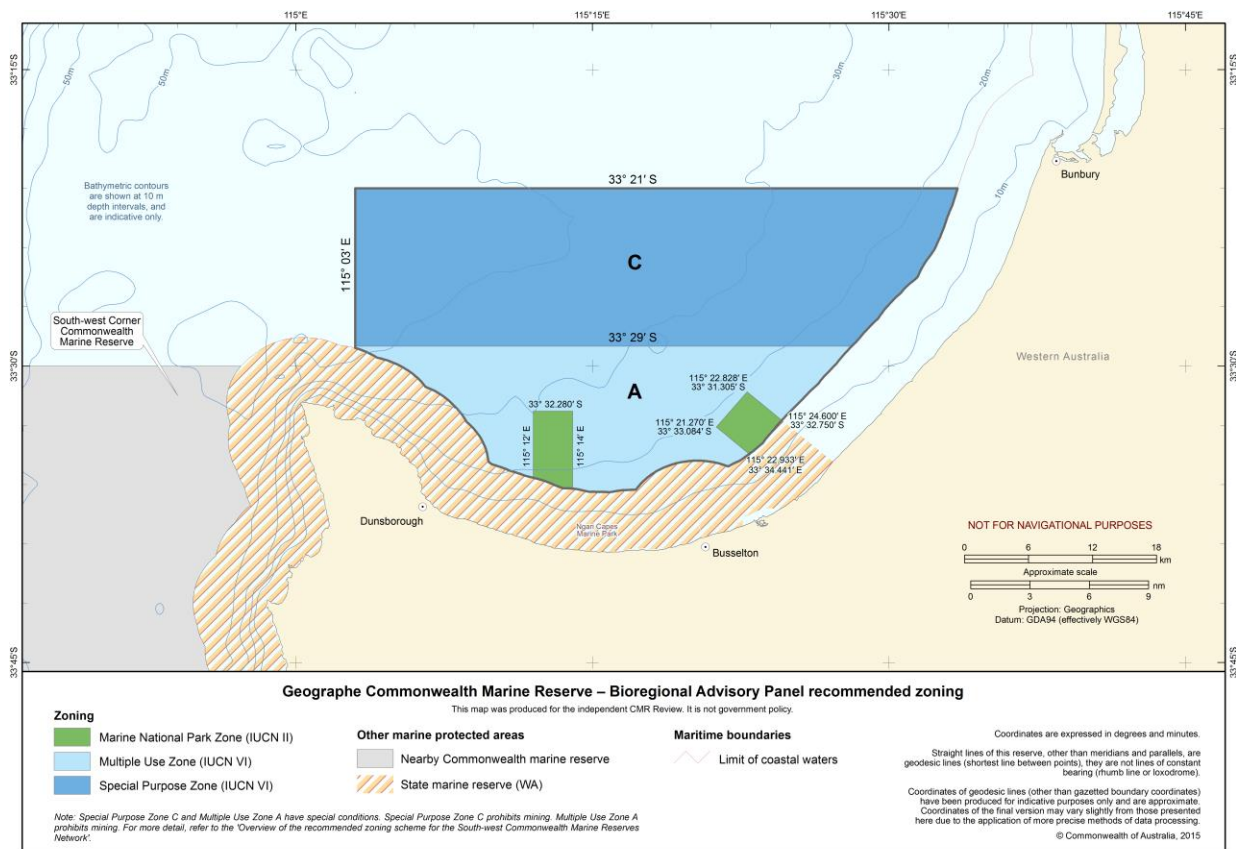 115°E
115°15'E
115°30'E
115°45'E
33°15'S
33°15'S
50m
50m
30m
20m
10m
Bunbury
Bathymetric contours
are shown at 10 m
depth intervals, and
are indicative only.
33° 21' S
115° 03' E
C
South-west Corner
Commonwealth
Marine Reserve
33° 29' S
33°30'S
33°30'S
Western Australia
A
115° 22.828' E
33° 31.305' S
33° 32.280' S
115° 12' E
115° 14' E
115° 21.270' E
33° 33.084' S
115° 24.600' E
33° 32.750' S
115° 22.933' E
33° 34.441' E
Dunsborough
Ngari Capes
Marine Park
Busselton
NOT FOR NAVIGATIONAL PURPOSES
0 6 12 18
km
Approximate scale
nm
0 3 6 9
Projection: Geographics
Datum: GDA94 (effectively WGS84)
33°45'S
33°45'S
Geographe Commonwealth Marine Reserve – Bioregional Advisory Panel recommended zoning
This map was produced for the independent CMR Review. It is not government policy.
Zoning
Marine National Park Zone (IUCN II)
Multiple Use Zone (IUCN VI)
Special Purpose Zone (IUCN VI)
Other marine protected areas
Nearby Commonwealth marine reserve
State marine reserve (WA)
Maritime boundaries
Limit of coastal waters
Coordinates are expressed in degrees and minutes.
Straight lines of this reserve, other than meridians and parallels, are
geodesic lines (shortest line between points), they are not lines of constant
bearing (rhumb line or loxodrome).
Coordinates of geodesic lines (other than gazetted boundary coordinates)
have been produced for indicative purposes only and are approximate.
Coordinates of the final version may vary slightly from those presented
here due to the application of more precise methods of data processing.
© Commonwealth of Australia, 2015
Note: Special Purpose Zone C and Multiple Use Zone A have special conditions. Special Purpose Zone C prohibits mining. Multiple Use Zone A
prohibits mining. For more detail, refer to the 'Overview of the recommended zoning scheme for the South-west Commonwealth Marine Reserves
Network'.